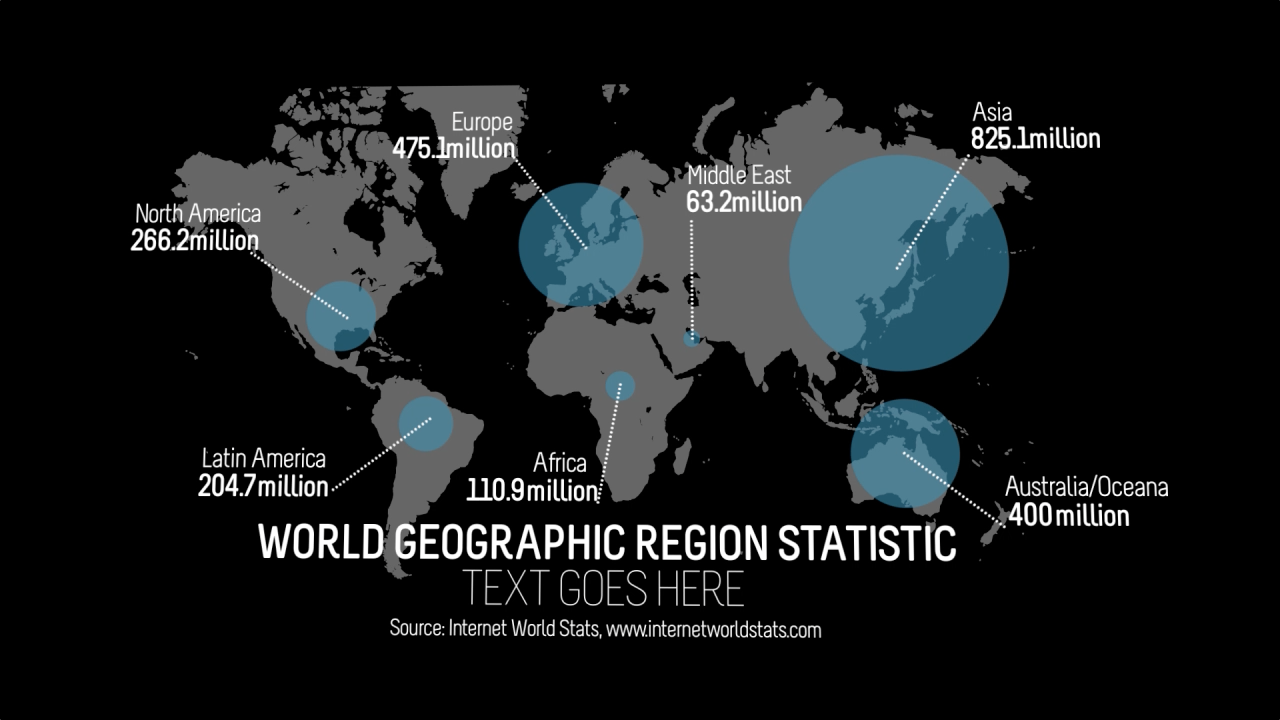 Europe
475.1million
Asia
825.1million
Middle East
63.2million
North America
266.2million
Latin America
204.7million
Africa
110.9million
Australia/Oceana
400million
WORLD GEOGRAPHIC REGION STATISTIC
TEXT GOES HERE
Source: Internet World Stats, www.internetworldstats.com